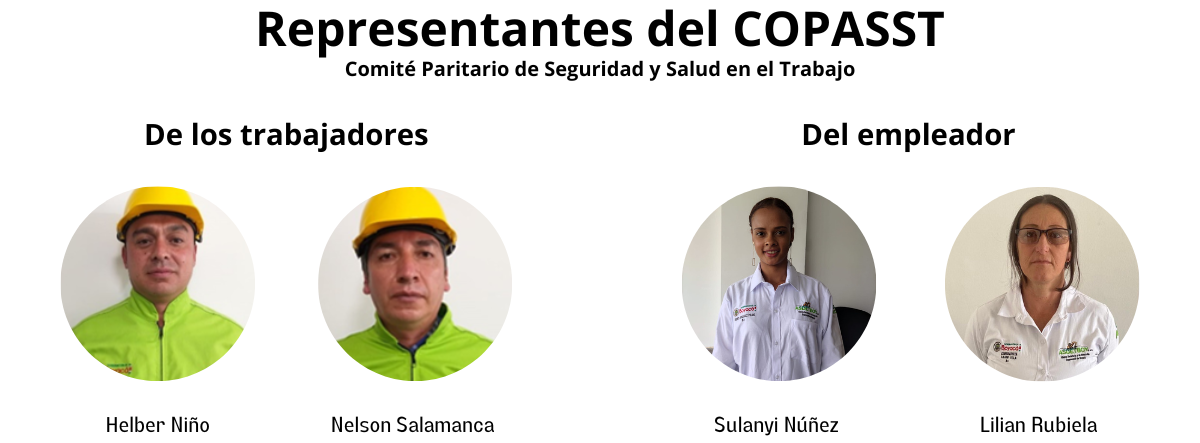 Representantes del COPASST
Comité Paritario de Seguridad y Salud en el Trabajo
De los trabajadores
Del empleador
Helber Niño
Nelson Salamanca
Sulanyi Núñez
Lilian Rubiela